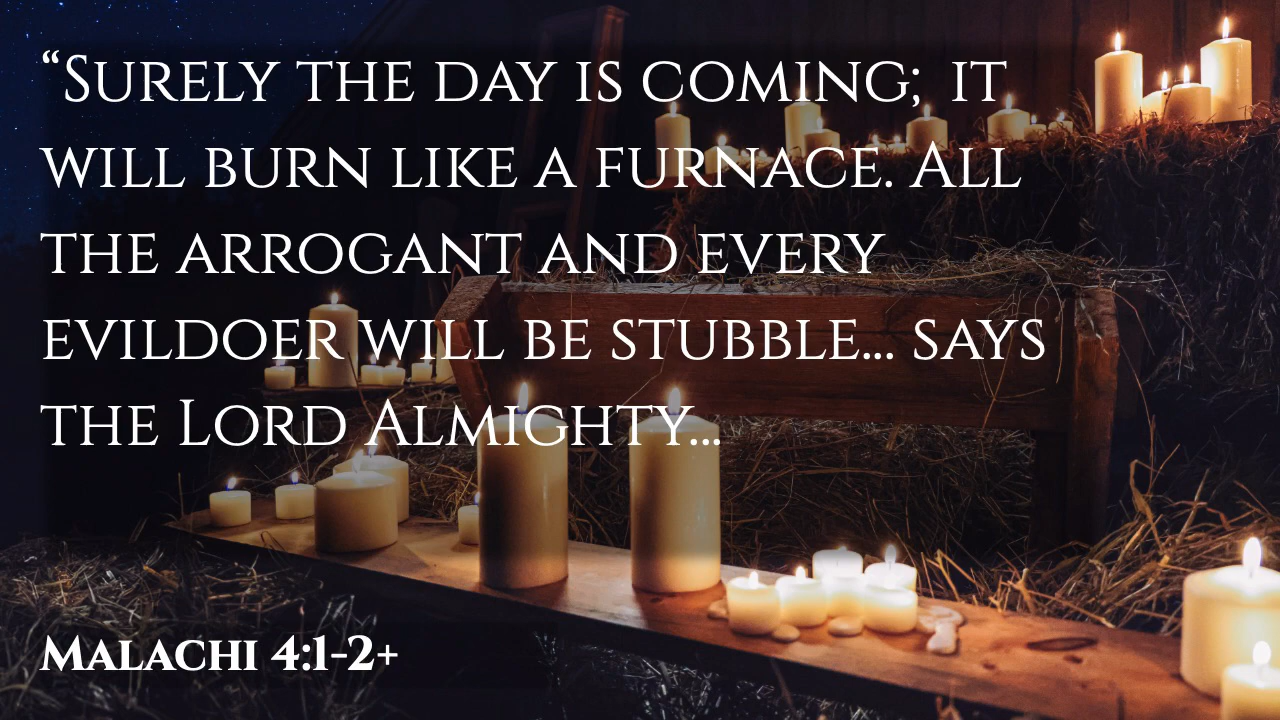 “Surely the day is coming; it
will burn like a furnace. All
the arrogant and every
evildoer will be stubble... says
the Lord Almighty...
Malachi 4:1-2+